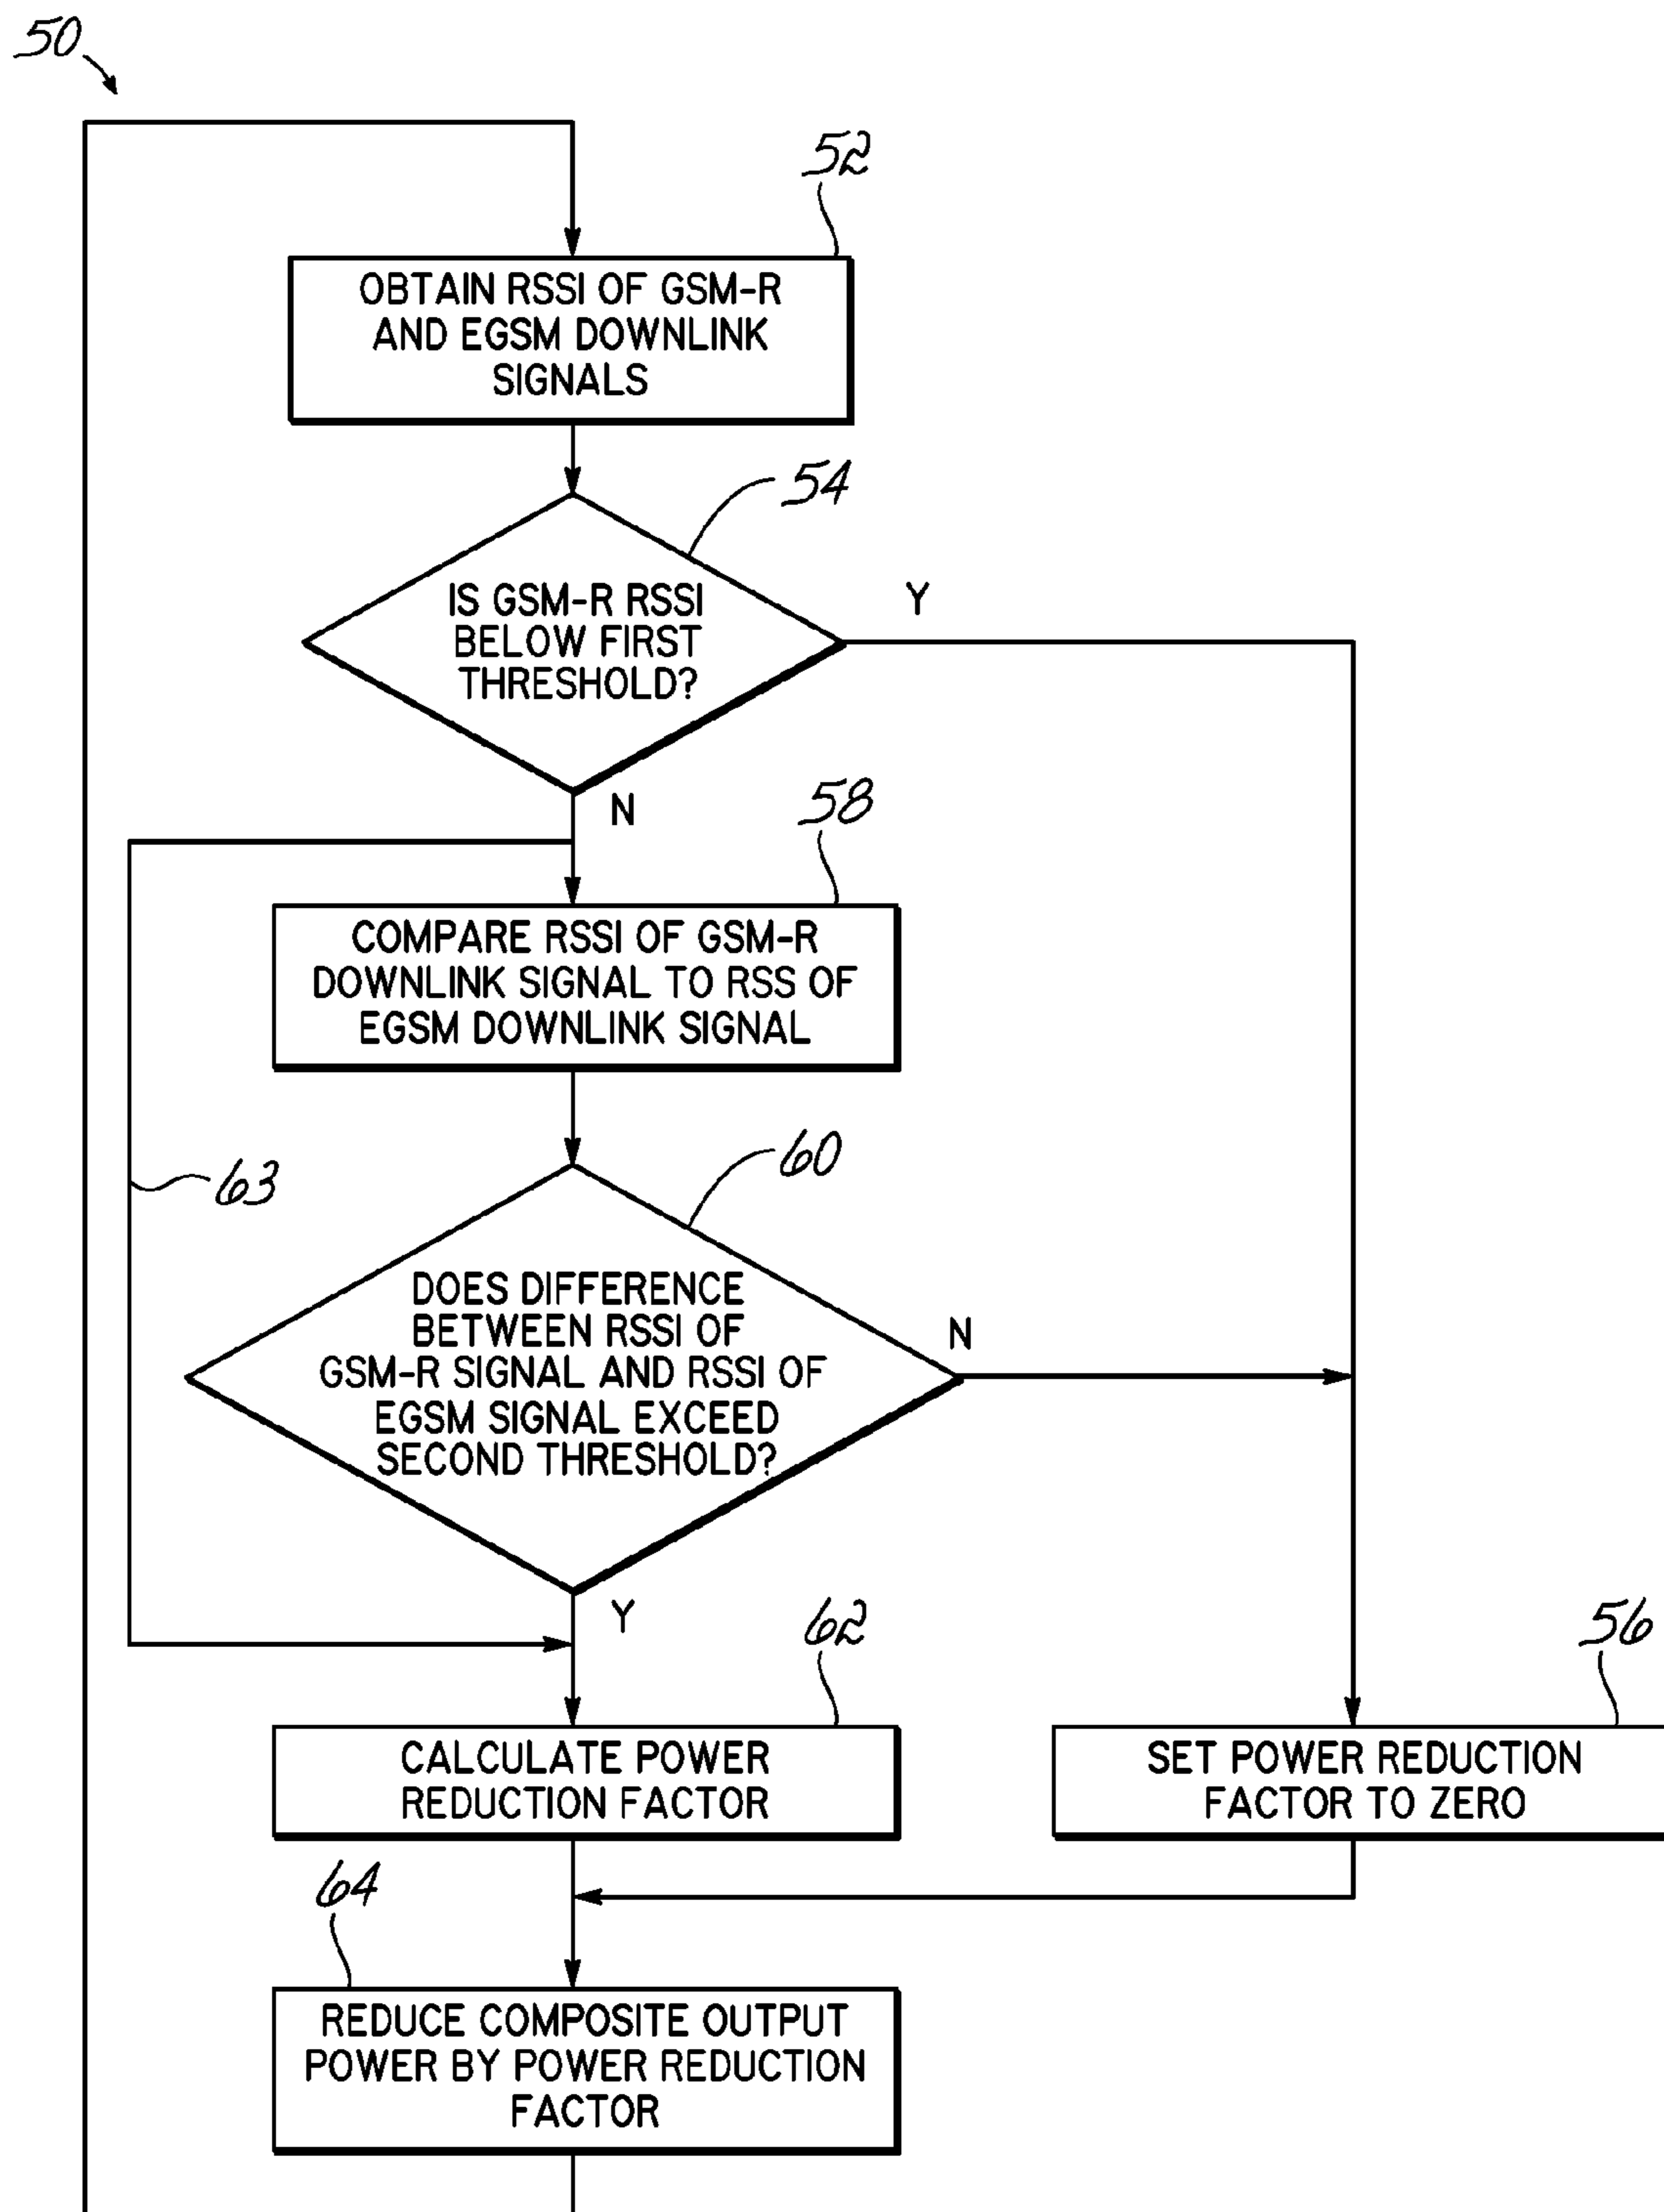 50
52
OBTAIN RSSI OF GSM-R
AND EGSM DOWNLINK
SIGNALS
54
IS GSM-R RSSI
BELOW FIRST
THRESHOLD?
Y
N
58
COMPARE RSSI OF GSM-R
DOWNLINK SIGNAL TO RSS OF
EGSM DOWNLINK SIGNAL
60
63
DOES DIFFERENCE
BETWEEN RSSI OF
GSM-R SIGNAL AND RSSI OF
EGSM SIGNAL EXCEED
SECOND THRESHOLD?
N
Y
62
CALCULATE POWER
REDUCTION FACTOR
56
SET POWER REDUCTION
FACTOR TO ZERO
64
REDUCE COMPOSITE OUTPUT
POWER BY POWER REDUCTION
FACTOR